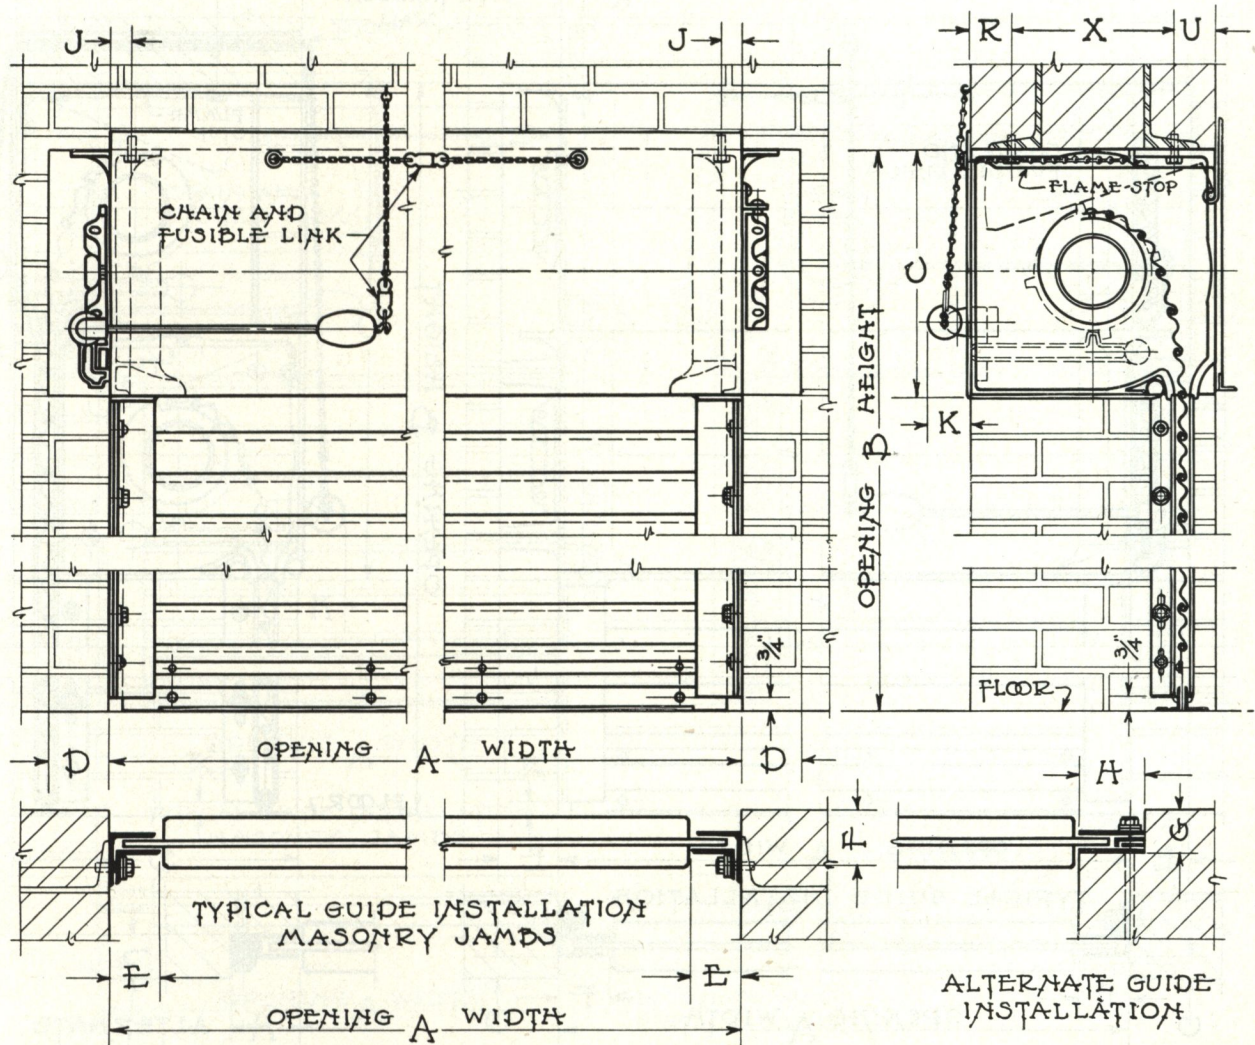 J
J
R
X
U
FLAME-STOP
CHAIN AND
FUSIBLE LINK
C
K
OPENING B HEIGHT
3/4"
3/4"
FLOOR
D
OPENING A WIDTH
D
H
F
G
TYPICAL GUIDE INSTALLATION
MASONRY JAMBS
E
E
ALTERNATE GUIDE
INSTALLATION
OPENING A WIDTH